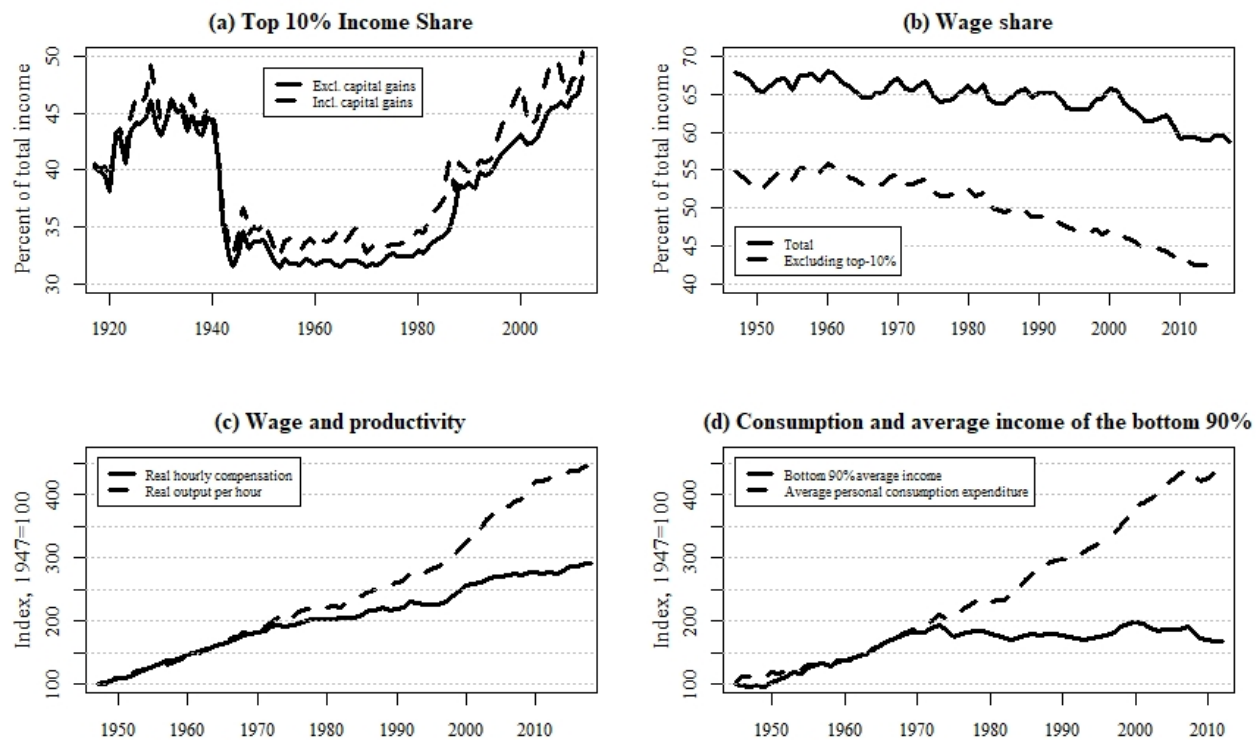 (a) Top 10% Income Share
Percent of total income
50
45
40
35
30
Excl. capital gains
Incl. capital gains
1920 1940 1960 1980 2000
(b) Wage share
Percent of total income
70
65
60
55
50
45
40
Total
Excluding top-10%
1950 1960 1970 1980 1990 2000 2010
(c) Wage and productivity
Index, 1947=100
400
300
200
100
Real hourly compensation
Real output per hour
1950 1960 1970 1980 1990 2000 2010
(d) Consumption and average income of the bottom 90%
Index, 1947=100
400
300
200
100
Bottom 90% average income
Average personal consumption expenditure
1950 1960 1970 1980 1990 2000 2010